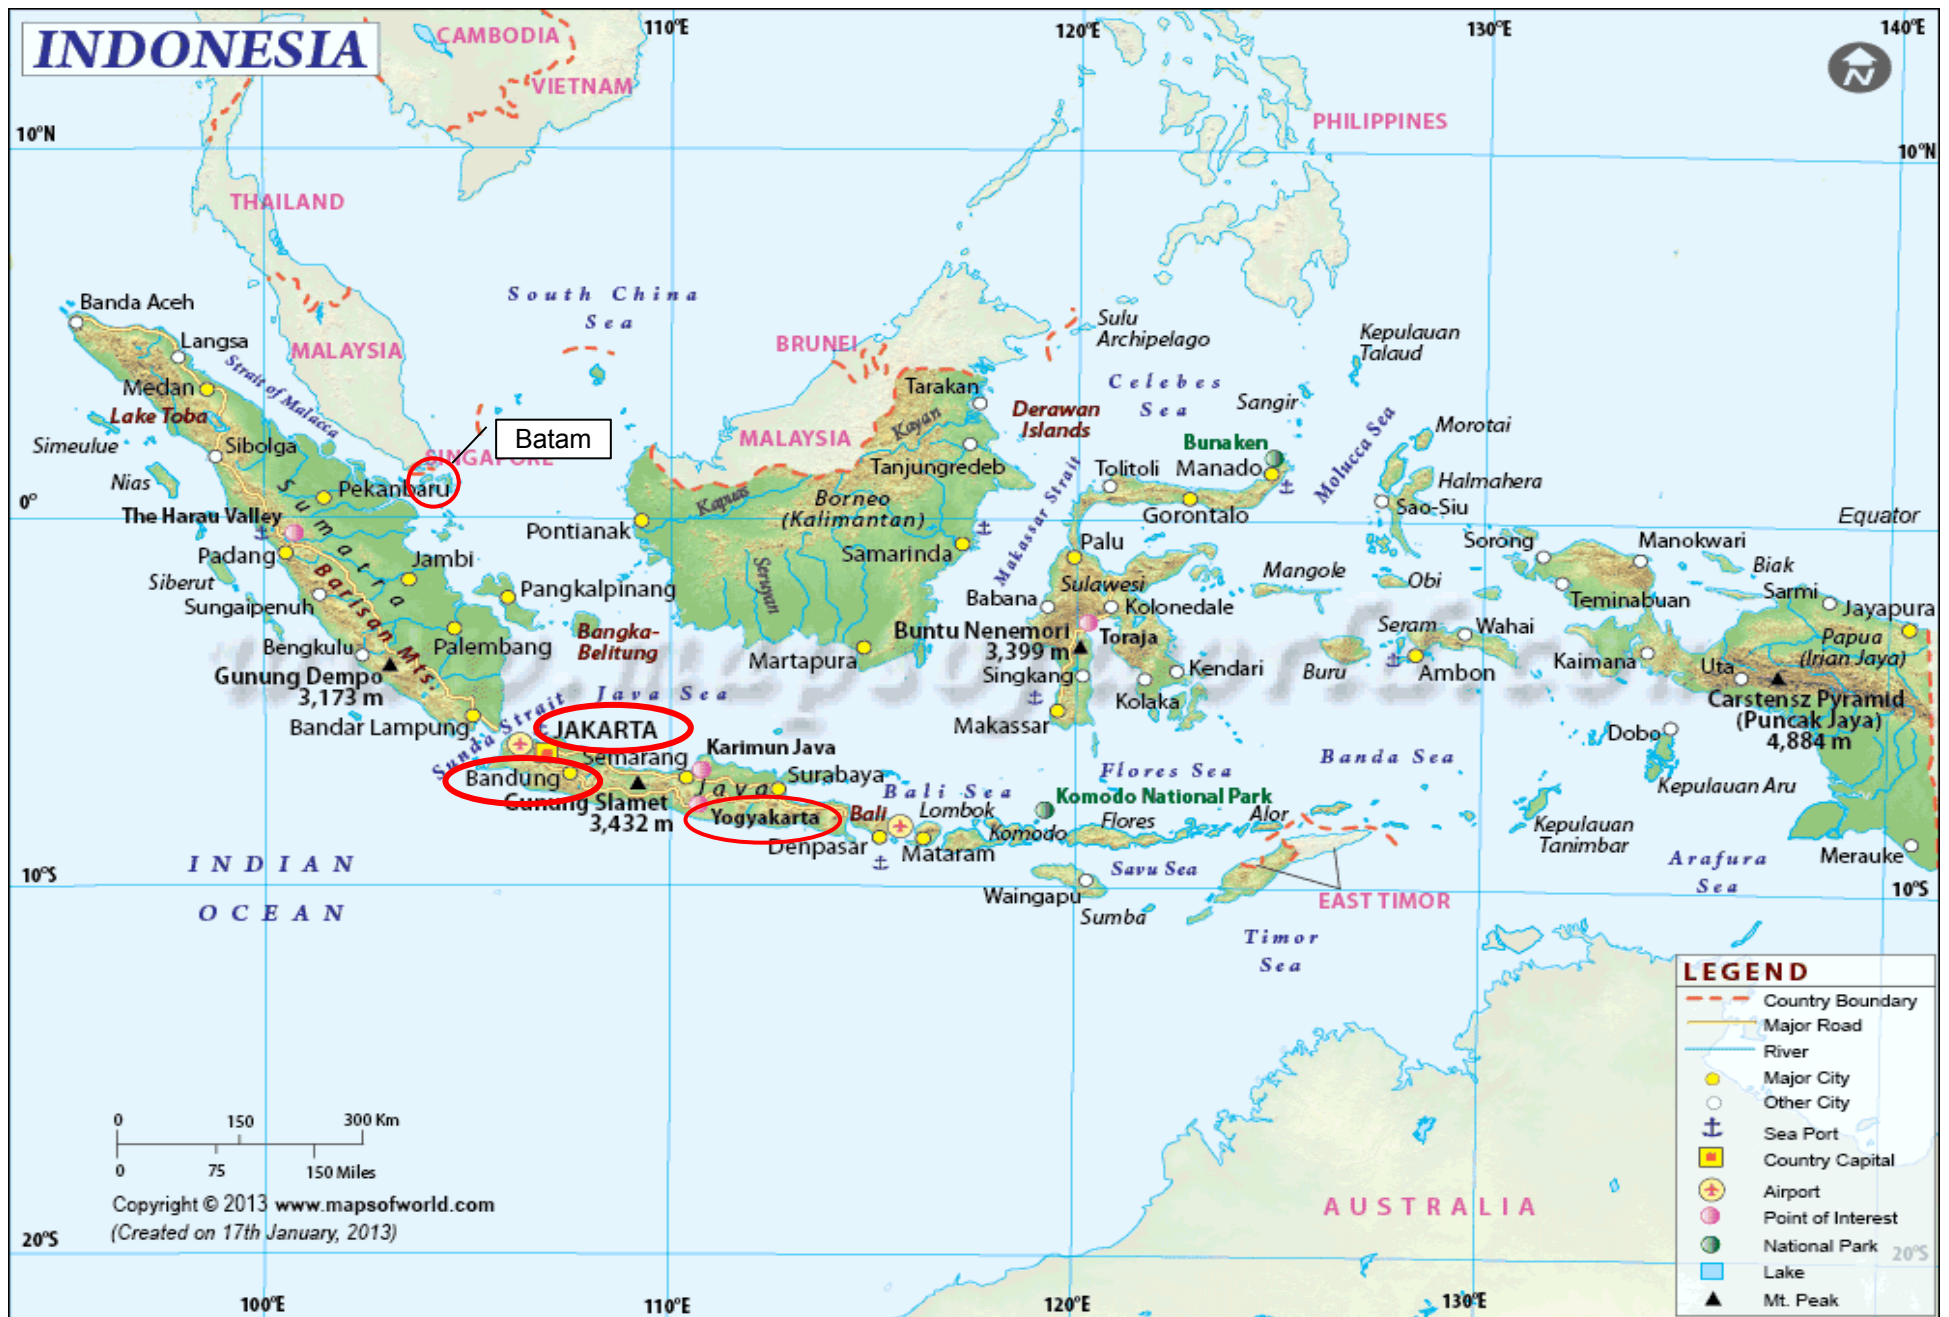 INDONESIA
110°E
120°E
130°E
140°E
CAMBODIA
VIETNAM
PHILIPPINES
10°N
10°N
THAILAND
South China
Sea
Banda Aceh
Langsa
MALAYSIA
BRUNEI
Sulu
Archipelago
Kepulauan
Talaud
Strait of Malacca
Medan
Lake Toba
Tarakan
Kayan
Celebes
Sea
Sangir
Derawan
Islands
Molucca Sea
Morotai
Simeulue
Sibolga
Batam
SINGAPORE
MALAYSIA
Bunaken
Tanjungredeb
Tolitoli
Manado
Nias
Pekanbaru
Kapuas
Borneo
(Kalimantan)
Makassar Strait
Halmahera
Sao-Siu
0°
Sumatra
The Harau Valley
Pontianak
Gorontalo
Equator
Padang
Jambi
Samarinda
Palu
Sorong
Manokwari
Siberut
Barisan Mts.
Pangkalpinang
Seruyan
Sulawesi
Mangole
Obi
Biak
Sarmi
Sungaipenuh
Babana
Kolonedale
Teminabuan
Jayapura
Bengkulu
Palembang
Bangka-
Belitung
Buntu Nenemori
3,399 m
Toraja
Seram
Wahai
Papua
(Irian Jaya)
Gunung Dempo
3,173 m
Martapura
Singkang
Kendari
Buru
Ambon
Kaimana
Uta
www.mapsofworld.com
Java Sea
Kolaka
Carstensz Pyramid
(Puncak Jaya)
4,884 m
Bandar Lampung
Sunda Strait
JAKARTA
Makassar
Dobo
Semarang
Karimun Java
Banda Sea
Bandung
Java
Surabaya
Bali Sea
Flores Sea
Kepulauan Aru
Gunung Slamet
3,432 m
Yogyakarta
Bali
Lombok
Komodo National Park
Komodo
Flores
Alor
Kepulauan
Tanimbar
Denpasar
Mataram
Savu Sea
Arafura
Sea
Merauke
INDIAN
OCEAN
10°S
10°S
Waingapu
Sumba
EAST TIMOR
Timor
Sea
LEGEND
Country Boundary
Major Road
River
Major City
Other City
Sea Port
Country Capital
Airport
Point of Interest
National Park
Lake
Mt. Peak
0 150 300 Km
0 75 150 Miles
Copyright © 2013 www.mapsofworld.com
(Created on 17th January, 2013)
AUSTRALIA
20°S
20°S
100°E
110°E
120°E
130°E